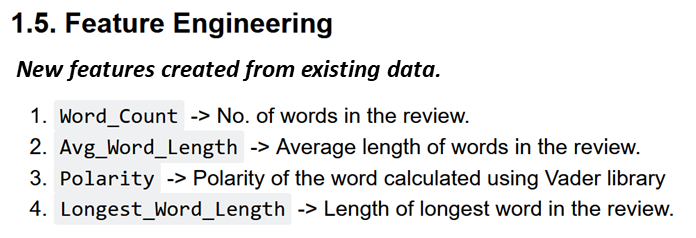 1.5. Feature Engineering
New features created from existing data.
1. Word_Count -> No. of words in the review.
2. Avg_Word_Length -> Average length of words in the review.
3. Polarity -> Polarity of the word calculated using Vader library
4. Longest_Word_Length -> Length of longest word in the review.